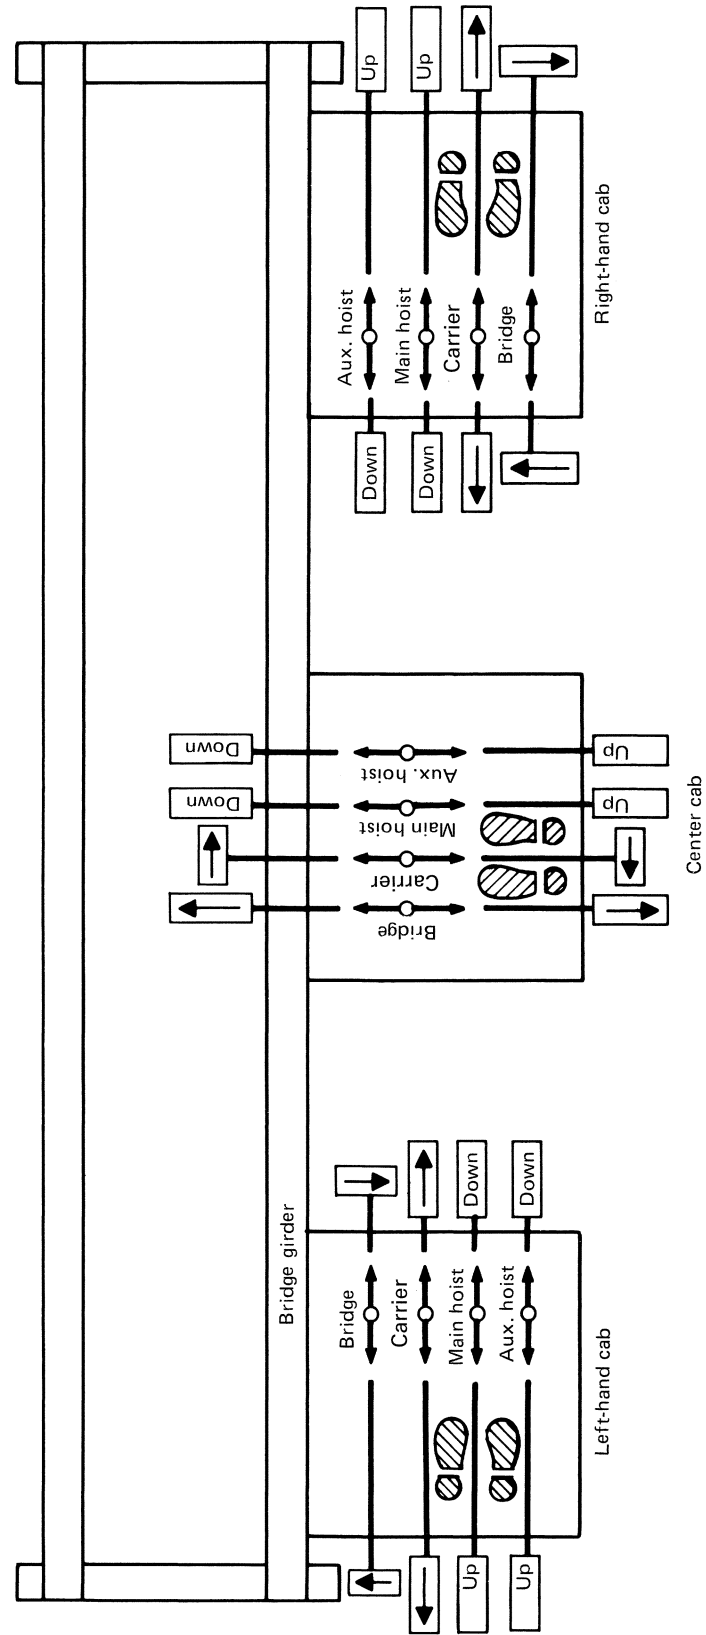 Up
Up
Aux. hoist
Main hoist
Carrier
Bridge
Down
Down
Right-hand cab
Down
Down
Aux. hoist
Main hoist
Carrier
Bridge
Up
Up
Center cab
Bridge girder
Down
Down
Bridge
Carrier
Main hoist
Aux. hoist
Up
Up
Left-hand cab